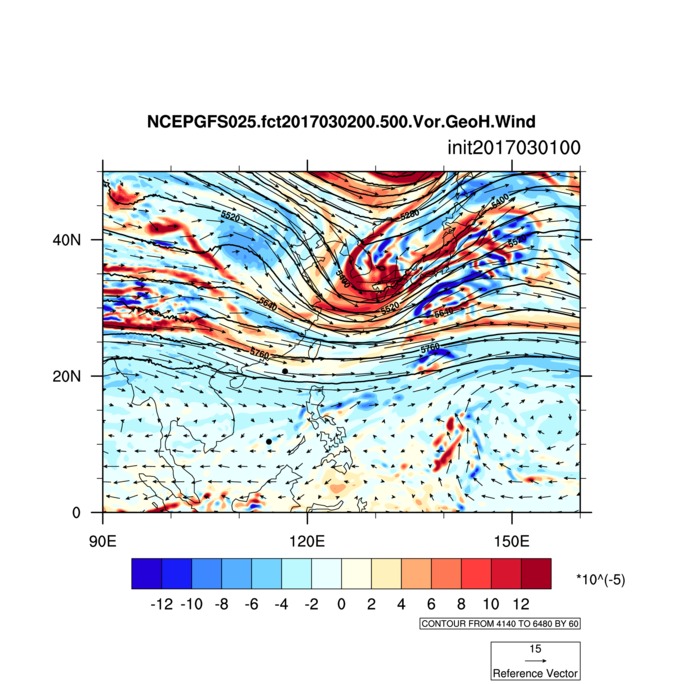 NCEPGFS025.fct2017030200.500.Vor.GeoH.Wind
init2017030100
5520
5280
5400
40N
5640
5520
5640
5760
5760
20N
0
90E 120E 150E
-12 -10 -8 -6 -4 -2 0 2 4 6 8 10 12
*10^(-5)
CONTOUR FROM 4140 TO 6480 BY 60
15
Reference Vector